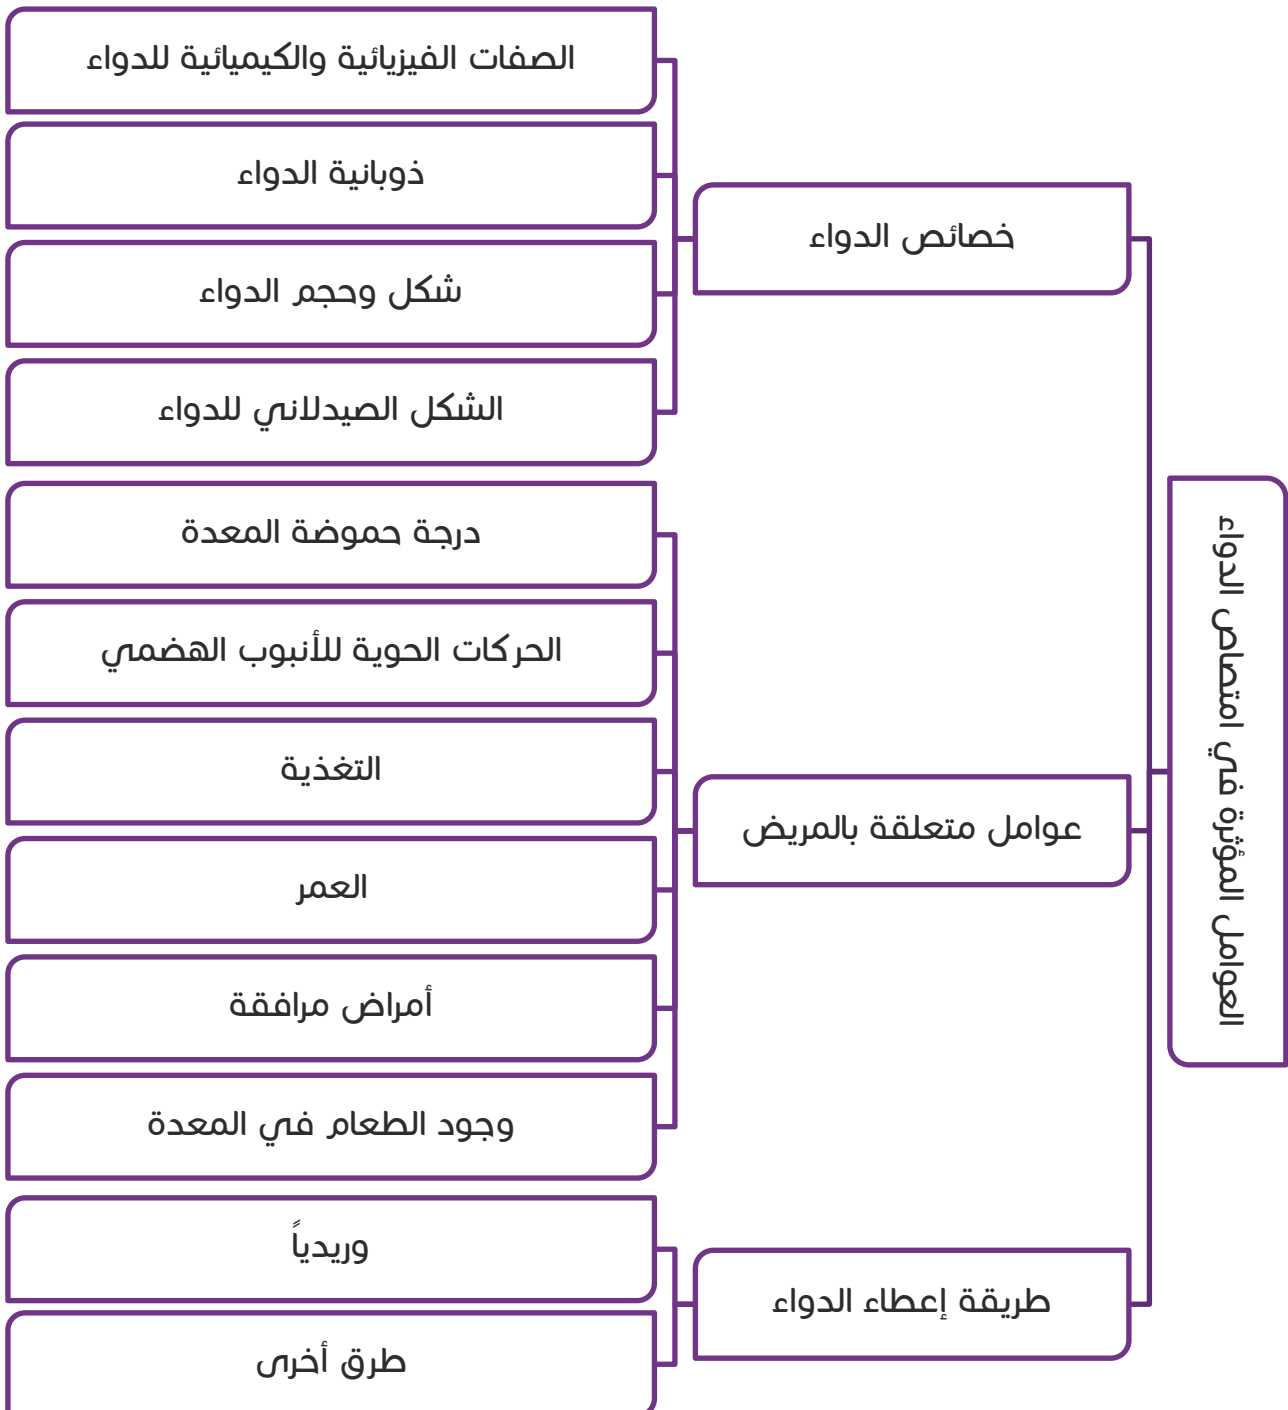 العوامل المؤثرة في امتصاص الدواء
خصائص الدواء
الصفات الفيزيائية والكيميائية للدواء
ذوبانية الدواء
شكل وحجم الدواء
الشكل الصيدلاني للدواء
عوامل متعلقة بالمريض
درجة حموضة المعدة
الحركات الحوية للأنبوب الهضمي
التغذية
العمر
أمراض مرافقة
وجود الطعام في المعدة
طريقة إعطاء الدواء
وريدياً
طرق أخرى